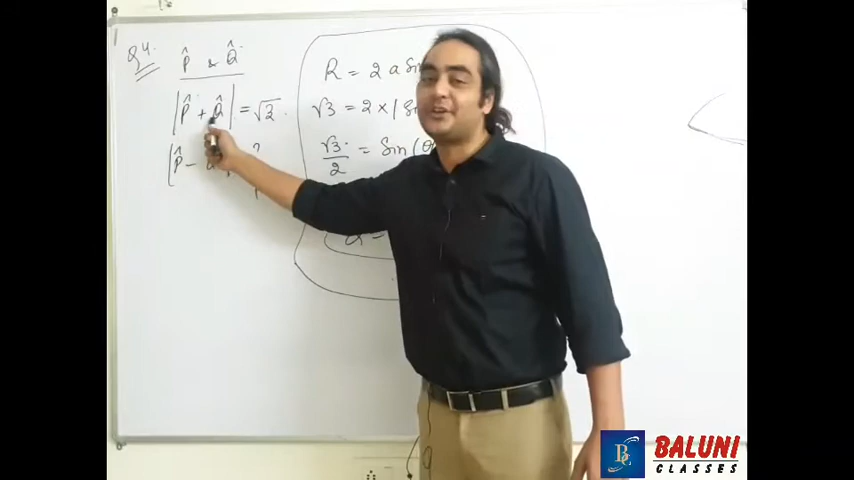 Q4. P̂ & Q̂
|P̂ + Q̂| = √2.
|P̂ -
R = 2 a Sin
√3 = 2 × 1 Sin
√3/2 = Sin (θ
BALUNI
CLASSES